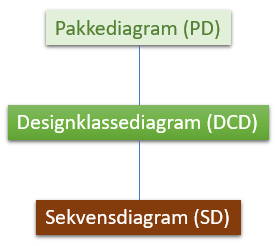 Pakkediagram (PD)
Designklassediagram (DCD)
Sekvensdiagram (SD)